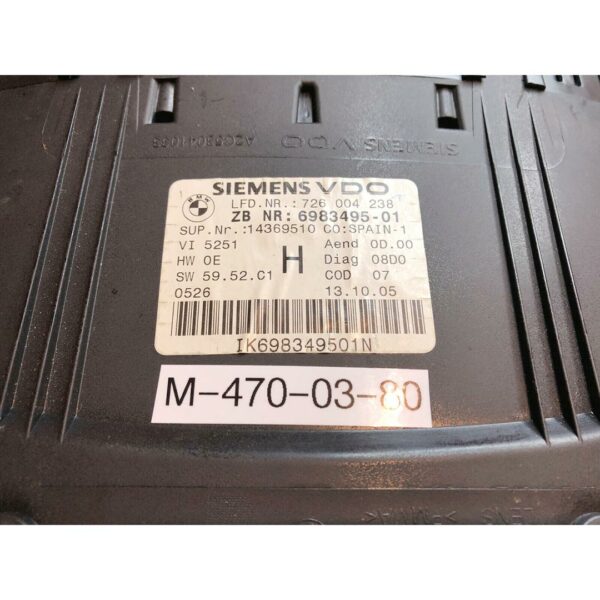 SIEMENS VDO
A2C53041033
BMW
SIEMENS VDO
LFD.NR.: 726 004 238
ZB NR: 6983495-01
SUP.Nr.:14369510 CO:SPAIN-1
VI 5251 Aend 0D.00
HW 0E H Diag 08D0
SW 59.52.C1 COD 07
0526 13.10.05
IK698349501N
M-470-03-80